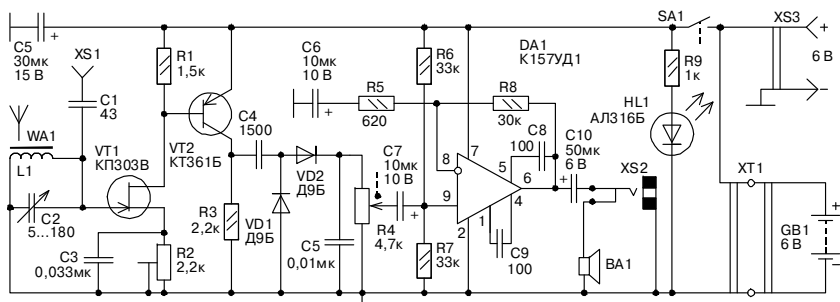 C5
30мк
15 В
XS1
WA1
L1
C1
43
C2
5...180
VT1
КП303В
C3
0,033мк
R1
1,5к
R2
2,2к
VT2
КТ361Б
R3
2,2к
C4
1500
VD1
Д9Б
VD2
Д9Б
C5
0,01мк
C6
10мк
10 В
R5
620
C7
10мк
10 В
R4
4,7к
R6
33к
R7
33к
DA1
К157УД1
R8
30к
C8
100
7
8
9
5
6
4
1
2
C9
100
C10
50мк
6 В
XS2
BA1
SA1
R9
1к
HL1
АЛ316Б
XS3
+
6 В
XT1
GB1
6 В
+
−